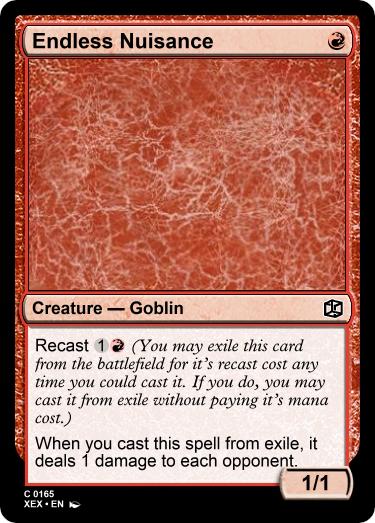 Endless Nuisance
Creature — Goblin
Recast 1 (You may exile this card
from the battlefield for it's recast cost any
time you could cast it. If you do, you may
cast it from exile without paying it's mana
cost.)
When you cast this spell from exile, it
deals 1 damage to each opponent.
1/1
C 0165
XEX • EN